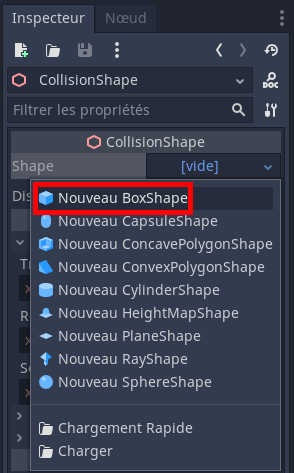 Inspecteur Nœud
CollisionShape
DOC
Filtrer les propriétés
CollisionShape
Shape [vide]
Dis
Nouveau BoxShape
Nouveau CapsuleShape
Nouveau ConcavePolygonShape
Nouveau ConvexPolygonShape
Tr
Nouveau CylinderShape
Nouveau HeightMapShape
Nouveau PlaneShape
Nouveau RayShape
Nouveau SphereShape
Chargement Rapide
Charger